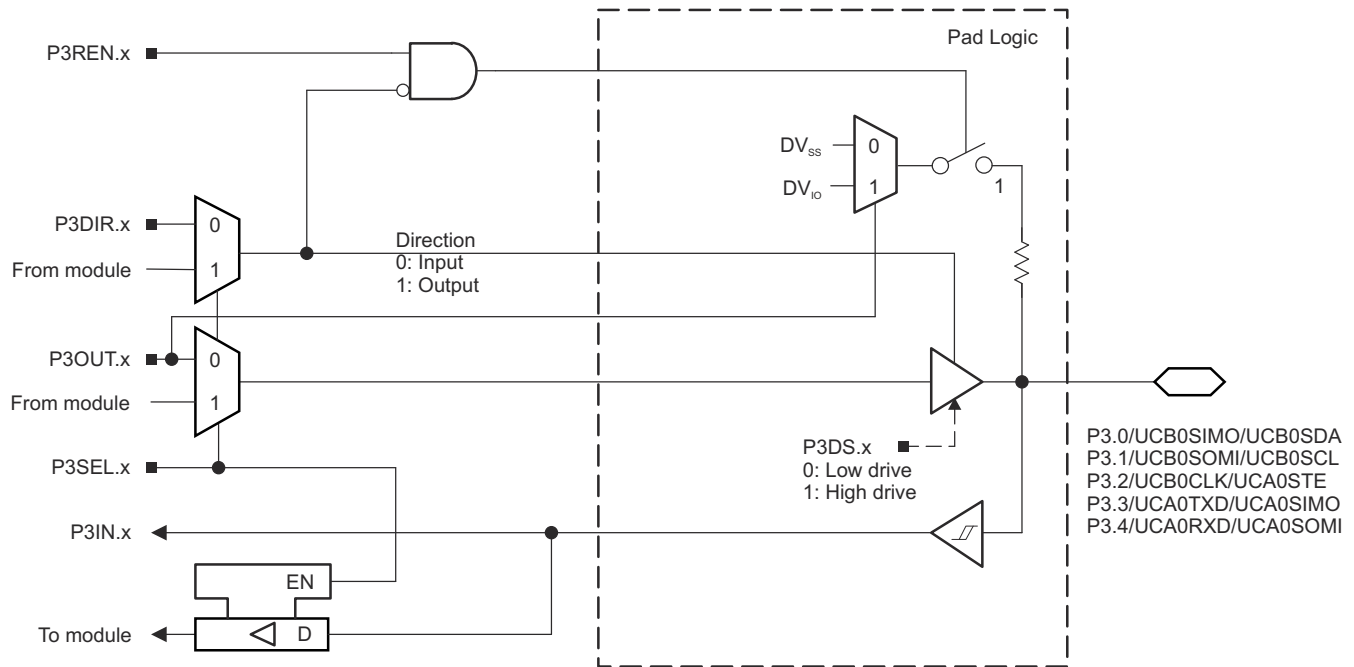 Pad Logic
P3REN.x
DV_SS
0
DV_IO
1
1
P3DIR.x
0
From module
1
Direction
0: Input
1: Output
P3OUT.x
0
From module
1
P3SEL.x
P3DS.x
0: Low drive
1: High drive
P3.0/UCB0SIMO/UCB0SDA
P3.1/UCB0SOMI/UCB0SCL
P3.2/UCB0CLK/UCA0STE
P3.3/UCA0TXD/UCA0SIMO
P3.4/UCA0RXD/UCA0SOMI
P3IN.x
EN
To module
D